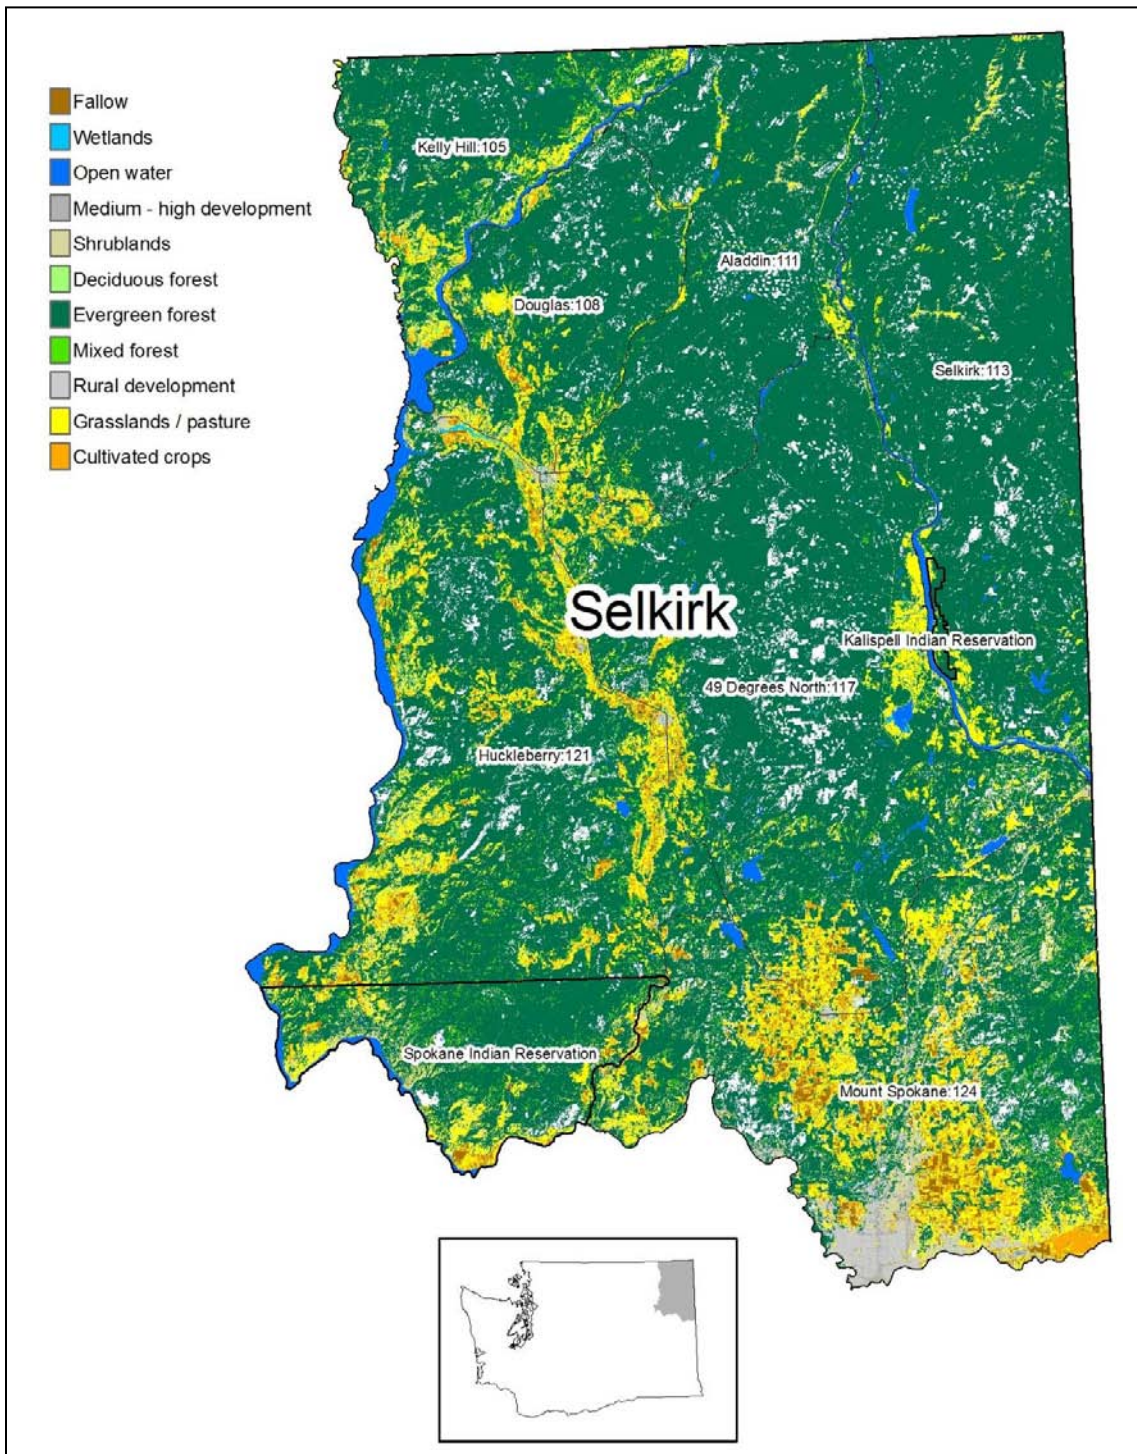 Fallow
Wetlands
Open water
Medium - high development
Shrublands
Deciduous forest
Evergreen forest
Mixed forest
Rural development
Grasslands / pasture
Cultivated crops
Kelly Hill:105
Aladdin:111
Douglas:108
Selkirk:113
Selkirk
Kalispell Indian Reservation
49 Degrees North:117
Huckleberry:121
Spokane Indian Reservation
Mount Spokane:124